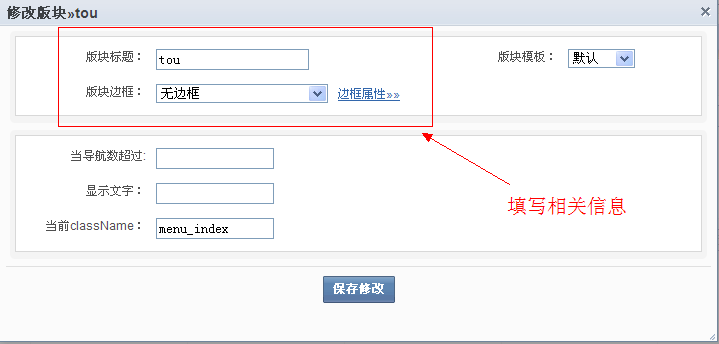 修改版块»tou
版块标题： tou 版块模板： 默认
版块边框： 无边框 边框属性»»
当导航数超过:
显示文字：
填写相关信息
当前className： menu_index
保存修改